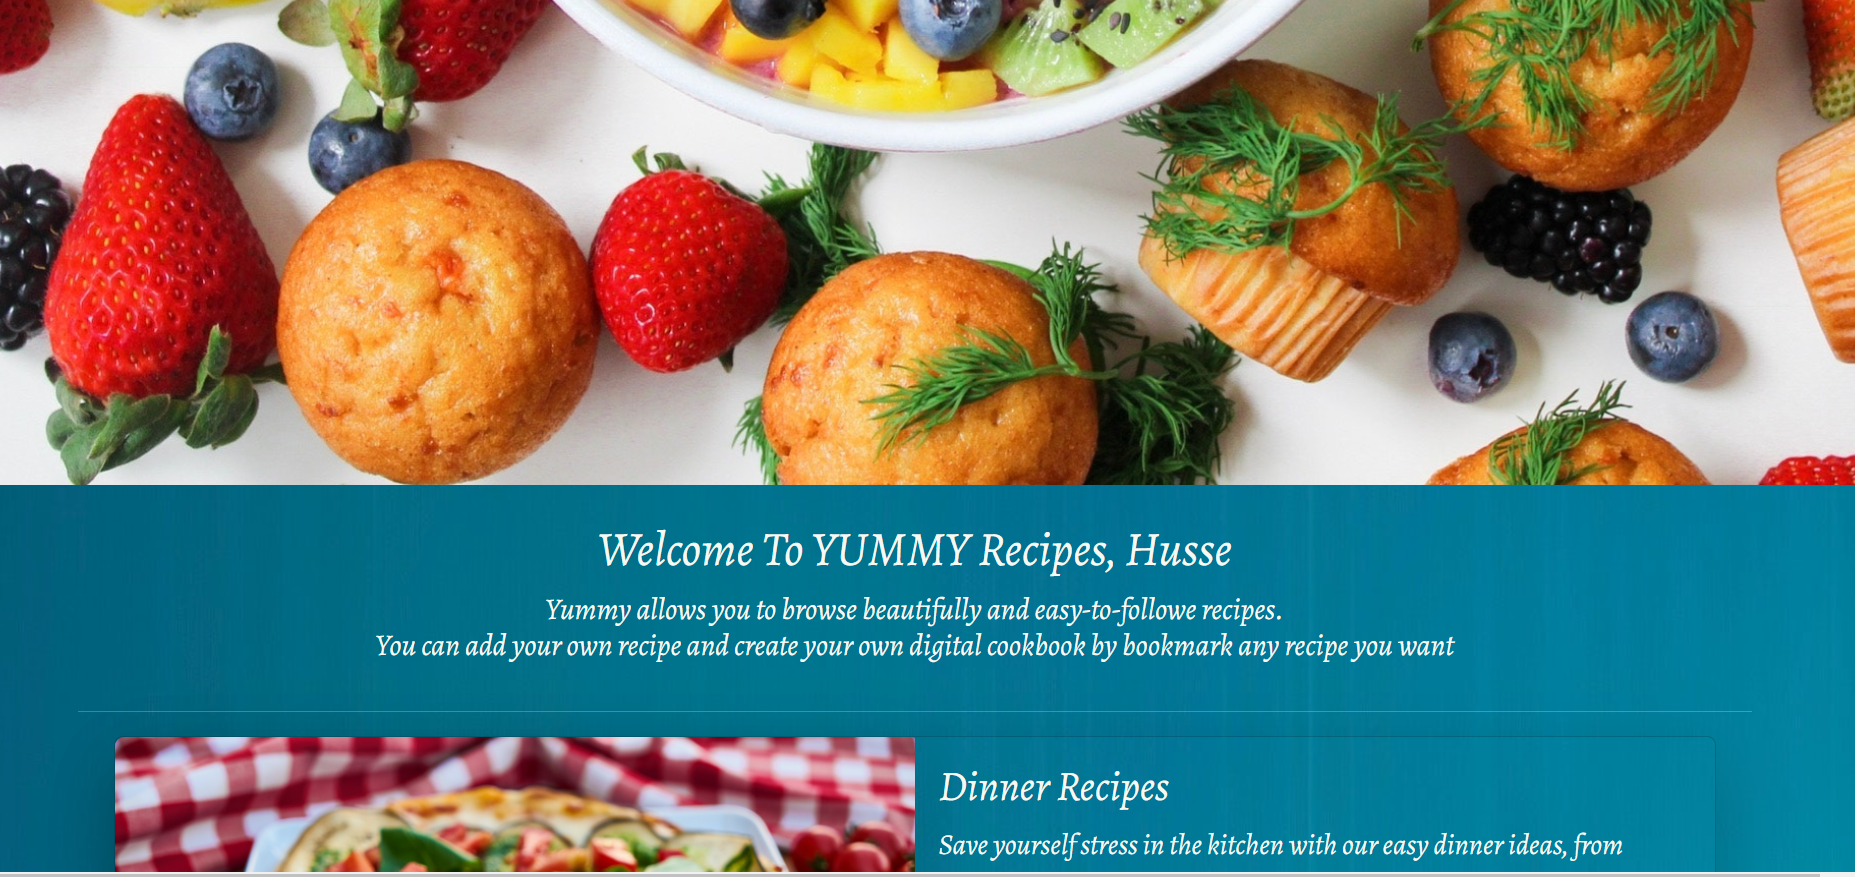 Welcome To YUMMY Recipes, Husse
Yummy allows you to browse beautifully and easy-to-followe recipes.
You can add your own recipe and create your own digital cookbook by bookmark any recipe you want
Dinner Recipes
Save yourself stress in the kitchen with our easy dinner ideas, from